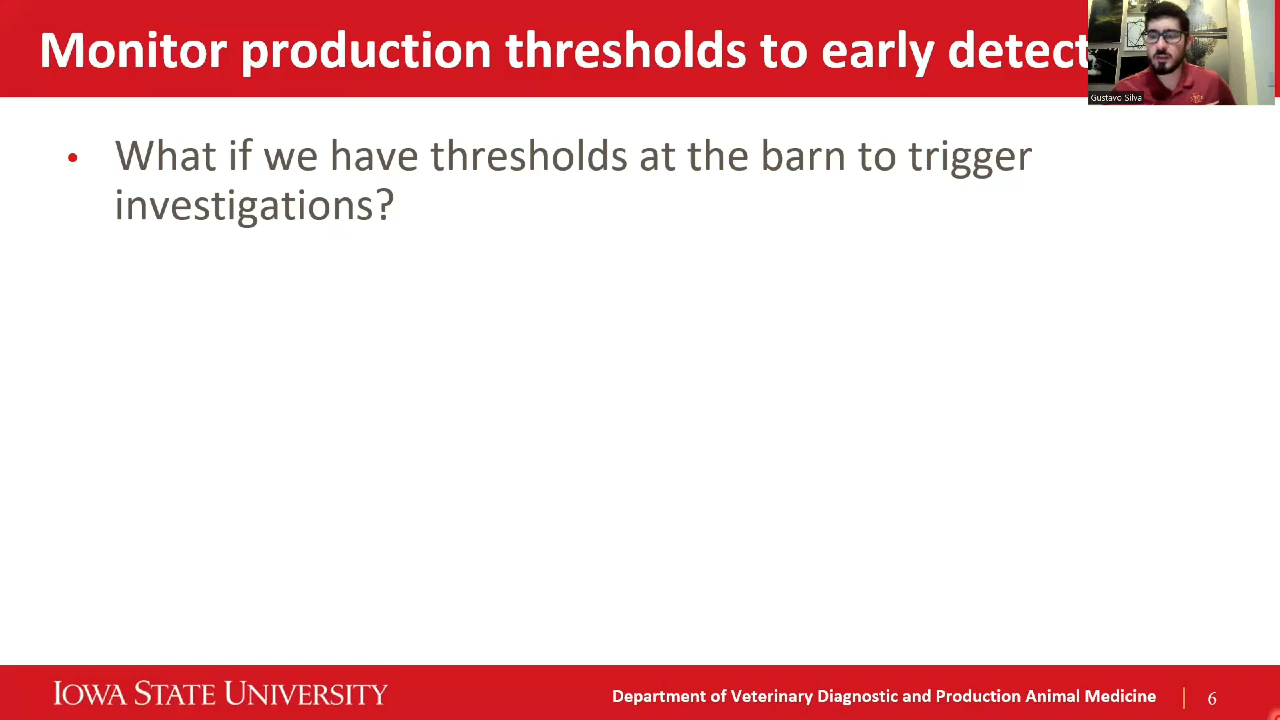 Monitor production thresholds to early detect
Gustavo Silva
• What if we have thresholds at the barn to trigger
investigations?
IOWA STATE UNIVERSITY
Department of Veterinary Diagnostic and Production Animal Medicine
6